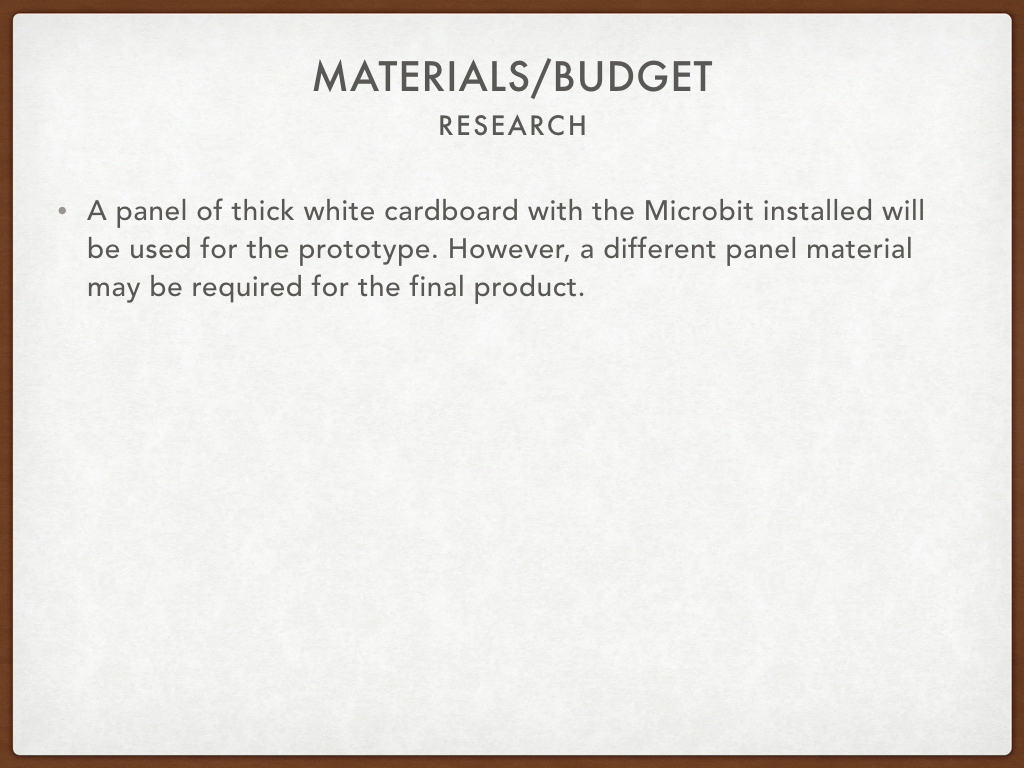 MATERIALS/BUDGET
RESEARCH
• A panel of thick white cardboard with the Microbit installed will
be used for the prototype. However, a different panel material
may be required for the final product.